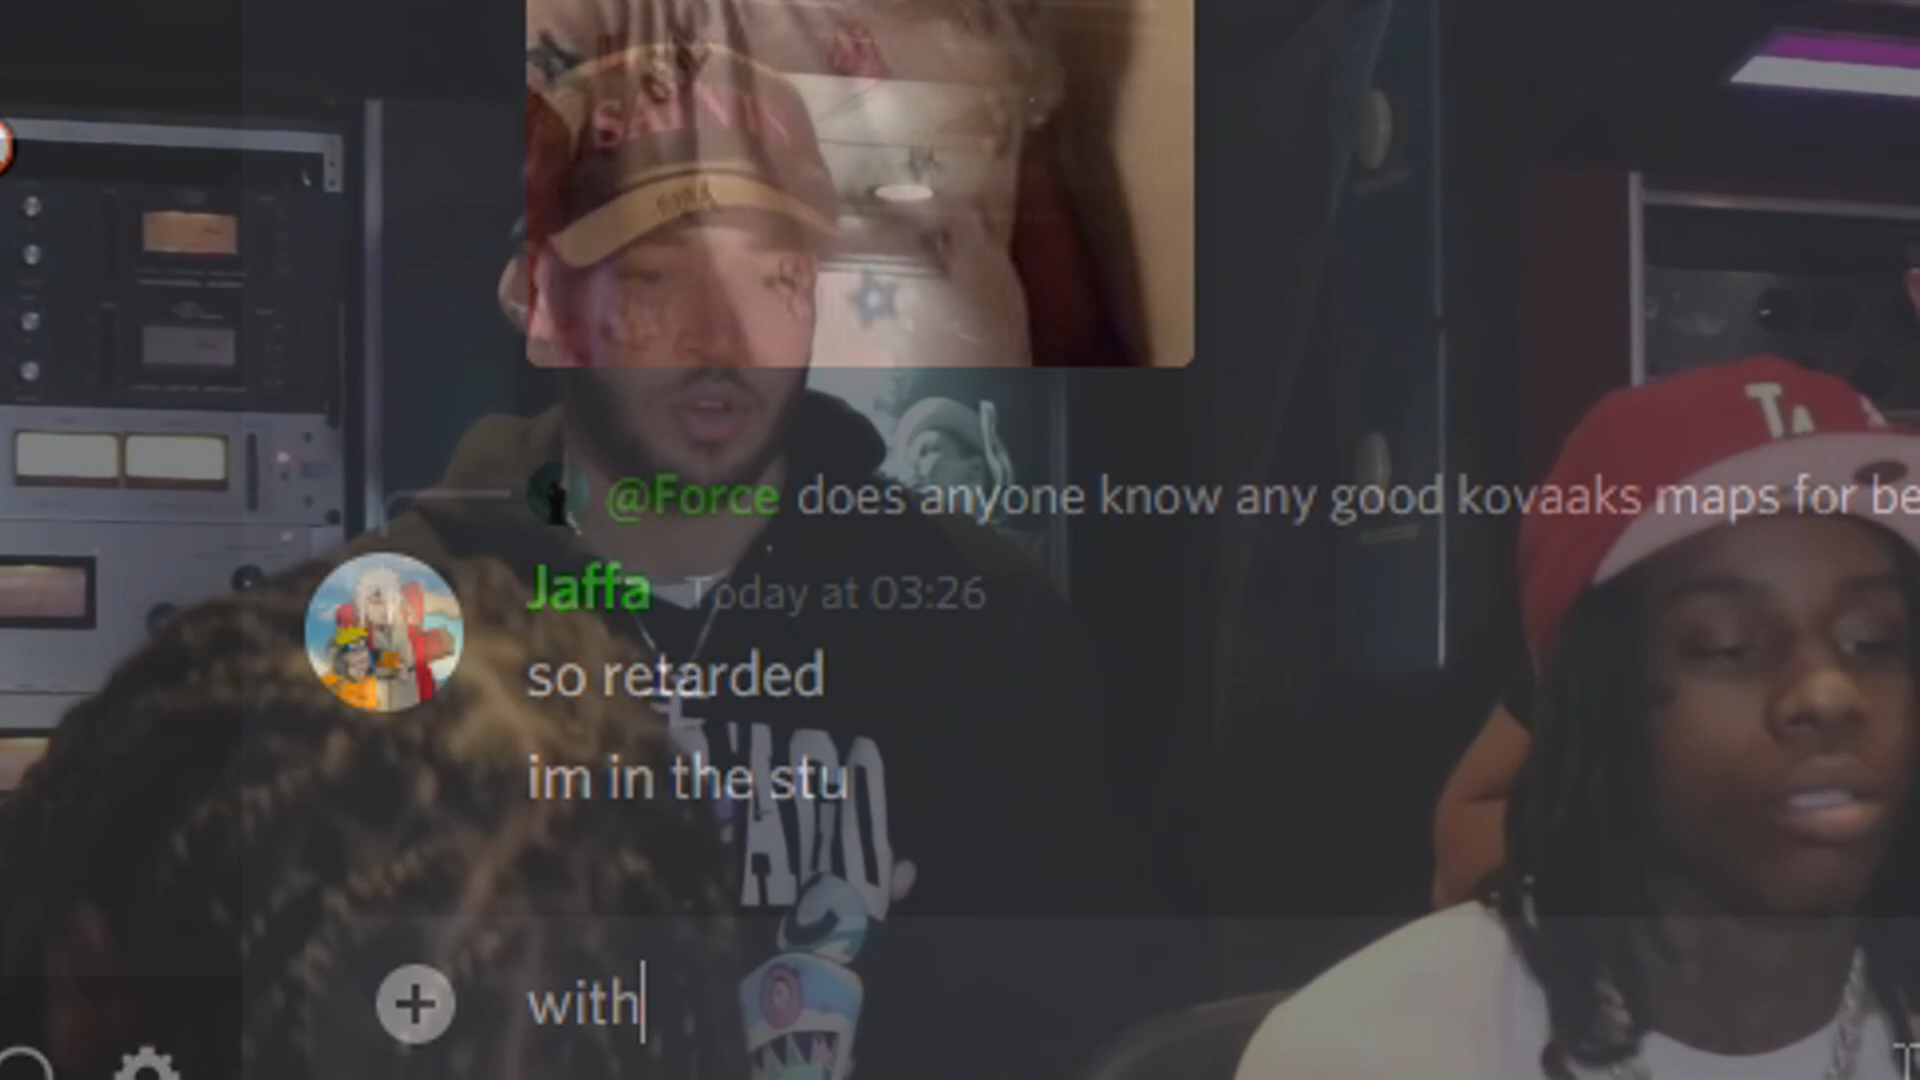 @Force does anyone know any good kovaaks maps for be
Jaffa Today at 03:26
so retarded
im in the stu
with
TA